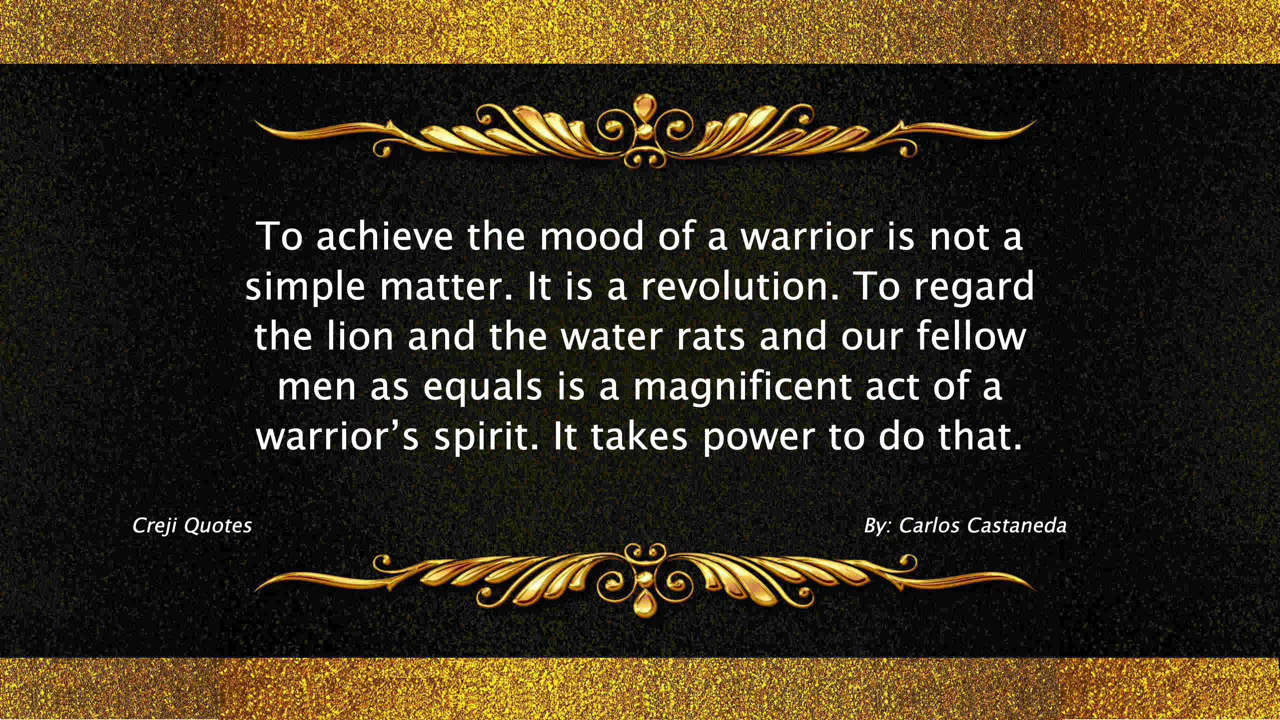 To achieve the mood of a warrior is not a
simple matter. It is a revolution. To regard
the lion and the water rats and our fellow
men as equals is a magnificent act of a
warrior’s spirit. It takes power to do that.
Creji Quotes
By: Carlos Castaneda